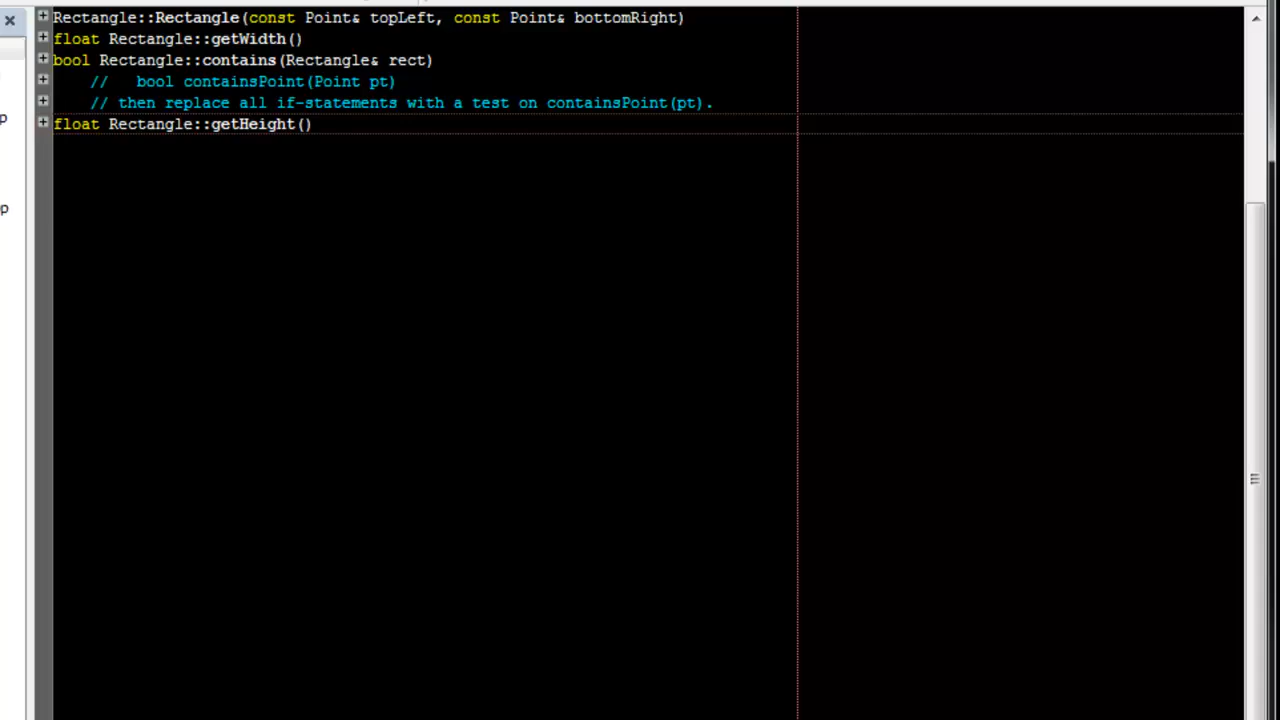 Rectangle::Rectangle(const Point& topLeft, const Point& bottomRight)
float Rectangle::getWidth()
bool Rectangle::contains(Rectangle& rect)
//   bool containsPoint(Point pt)
// then replace all if-statements with a test on containsPoint(pt).
float Rectangle::getHeight()
p
p